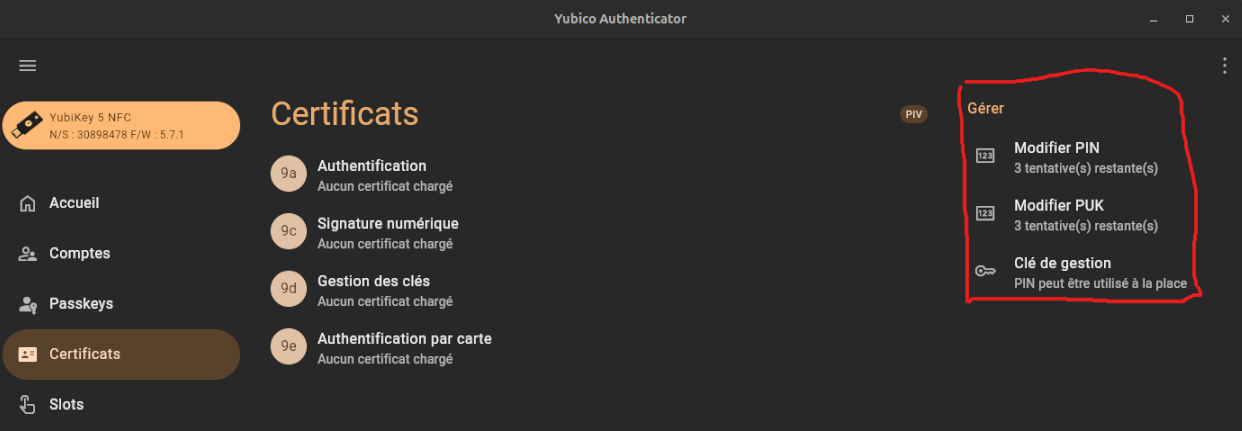 Yubico Authenticator
YubiKey 5 NFC
N/S : 30898478 F/W : 5.7.1
Accueil
Comptes
Passkeys
Certificats
Slots
Certificats
PIV
9a
Authentification
Aucun certificat chargé
9c
Signature numérique
Aucun certificat chargé
9d
Gestion des clés
Aucun certificat chargé
9e
Authentification par carte
Aucun certificat chargé
Gérer
123
Modifier PIN
3 tentative(s) restante(s)
123
Modifier PUK
3 tentative(s) restante(s)
Clé de gestion
PIN peut être utilisé à la place